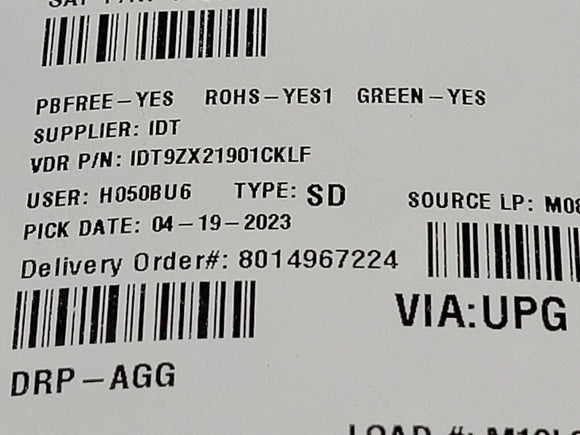 PBFREE-YES ROHS-YES1 GREEN-YES
SUPPLIER: IDT
VDR P/N: IDT9ZX21901CKLF
USER: H050BU6 TYPE: SD SOURCE LP:
PICK DATE: 04-19-2023
Delivery Order#: 8014967224
VIA:UPG
DRP-AGG
LOAD #: